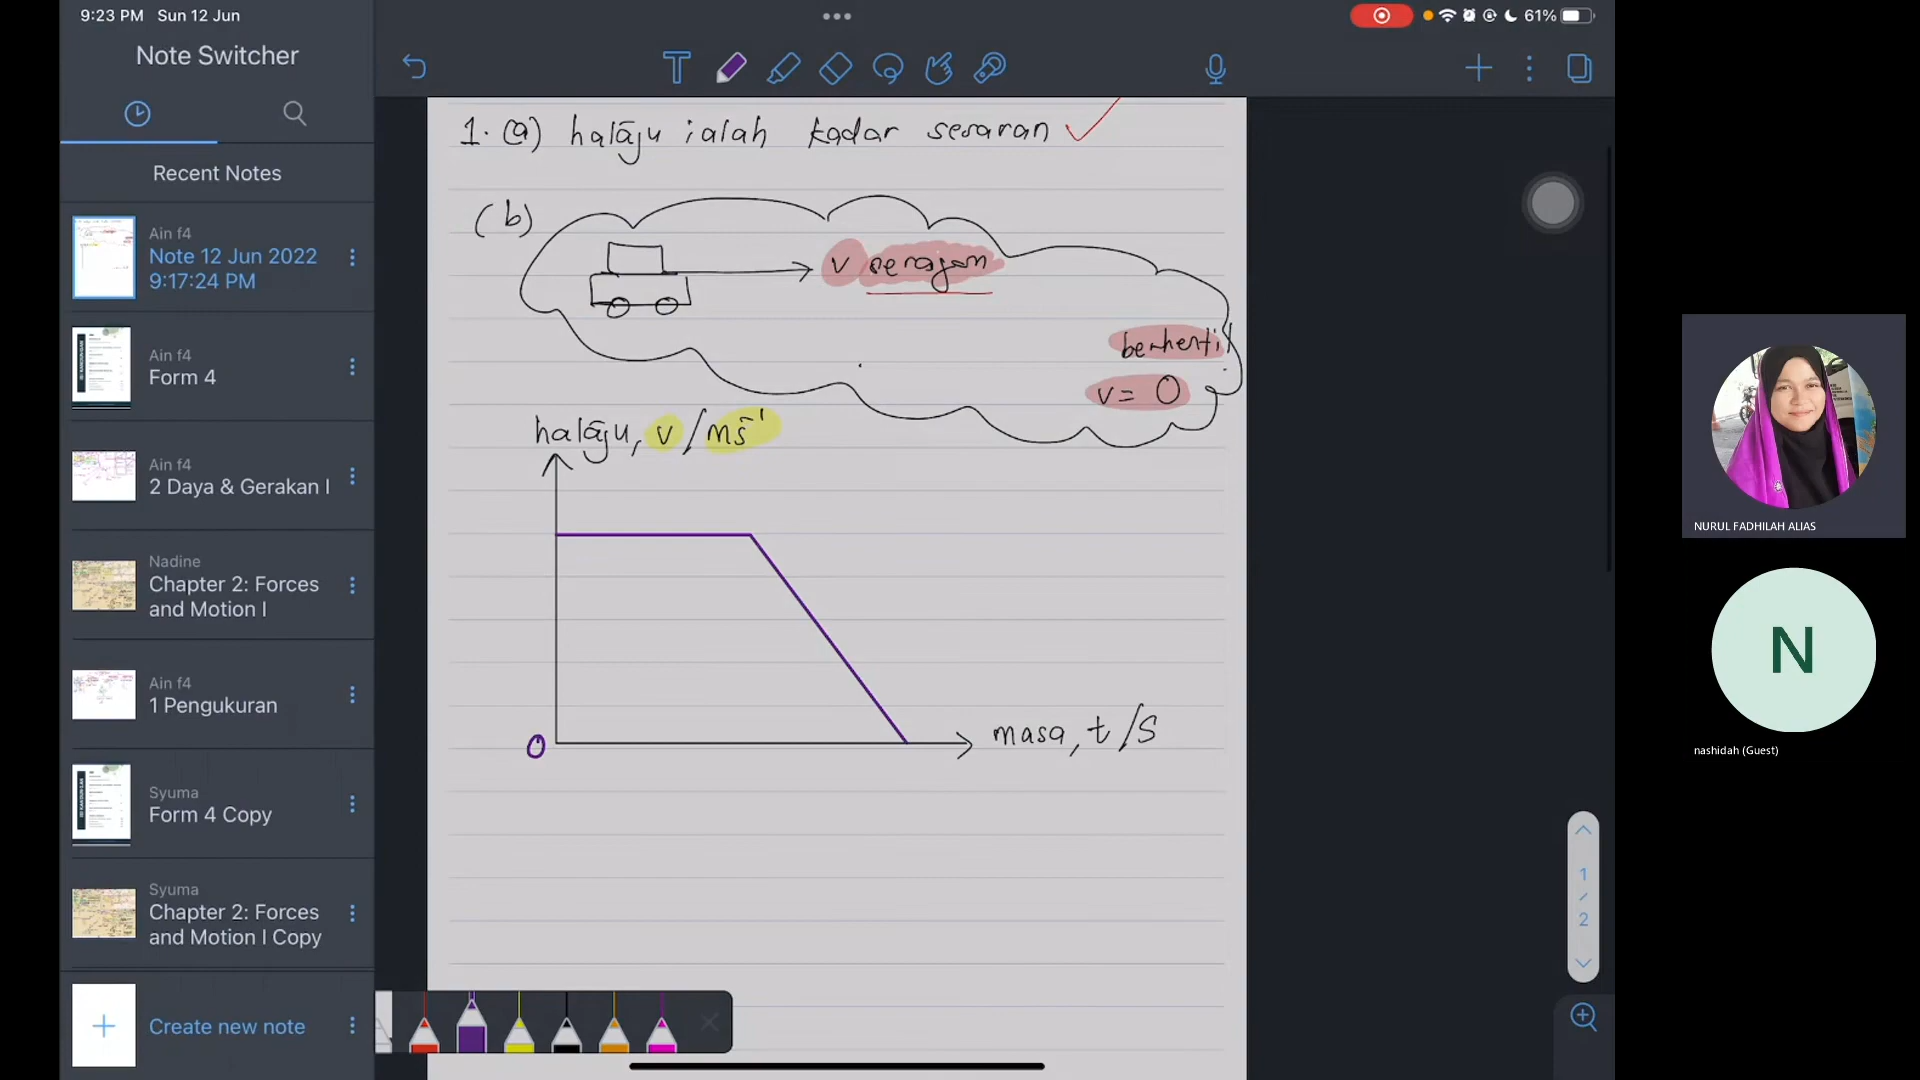 9:23 PM Sun 12 Jun
61%
Note Switcher
Recent Notes
Ain f4
Note 12 Jun 2022
9:17:24 PM
Ain f4
Form 4
Ain f4
2 Daya & Gerakan I
Nadine
Chapter 2: Forces
and Motion I
Ain f4
1 Pengukuran
Syuma
Form 4 Copy
Syuma
Chapter 2: Forces
and Motion I Copy
Create new note
T
1. (a) halaju ialah kadar sesaran
(b)
v seragam
berhenti
v = 0
halaju, v / ms⁻¹
0
masa, t / s
1
/
2
NURUL FADHILAH ALIAS
N
nashidah (Guest)